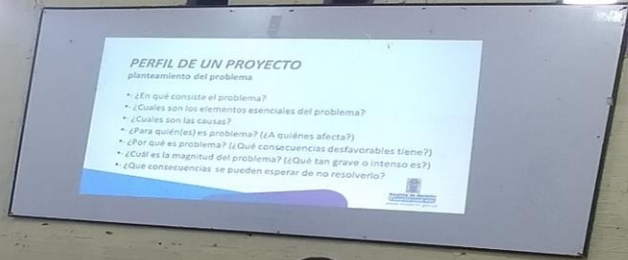 PERFIL DE UN PROYECTO
planteamiento del problema
• ¿En qué consiste el problema?
• ¿Cuales son los elementos esenciales del problema?
• ¿Cuales son las causas?
• ¿Para quién(es) es problema? (¿A quiénes afecta?)
• ¿Por qué es problema? (¿Qué consecuencias desfavorables tiene?)
• ¿Cuál es la magnitud del problema? (¿Qué tan grave o intenso es?)
• ¿Qué consecuencias se pueden esperar de no resolverlo?
Alcaldía de Medellín